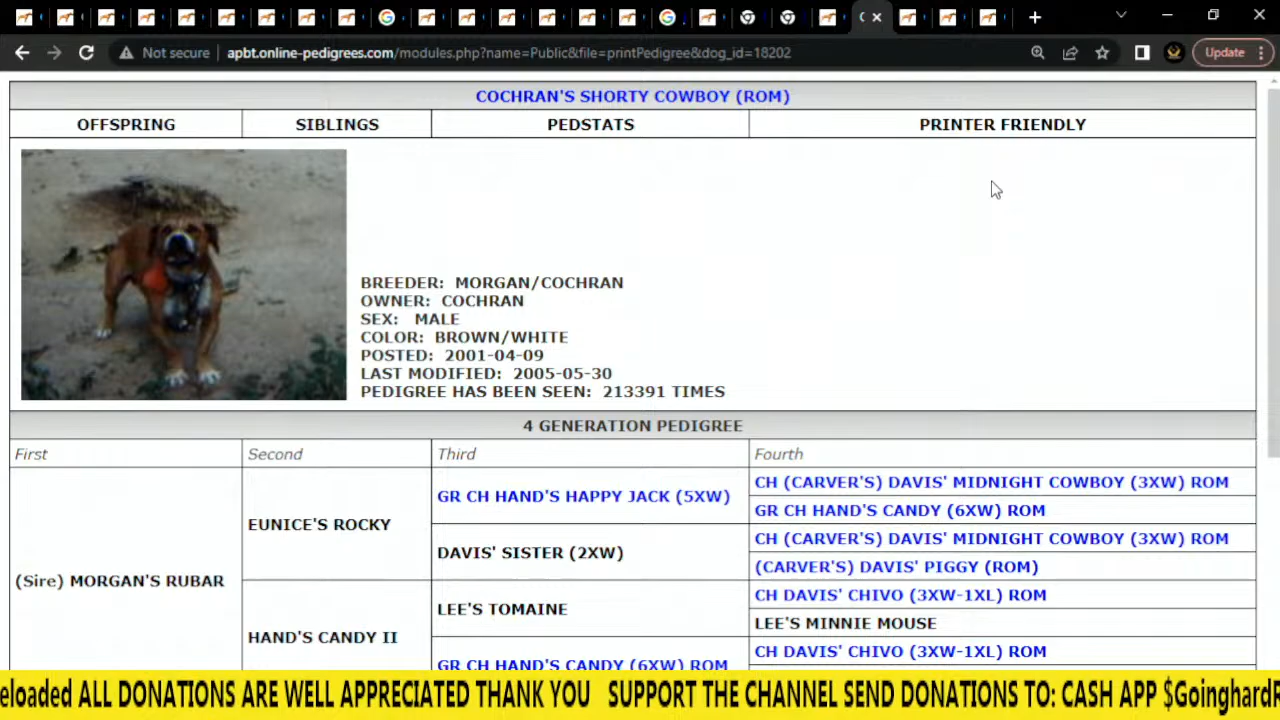 Update
Not secure
apbt.online-pedigrees.com/modules.php?name=Public&file=printPedigree&dog_id=18202
COCHRAN'S SHORTY COWBOY (ROM)
OFFSPRING SIBLINGS PEDSTATS PRINTER FRIENDLY
BREEDER: MORGAN/COCHRAN
OWNER: COCHRAN
SEX: MALE
COLOR: BROWN/WHITE
POSTED: 2001-04-09
LAST MODIFIED: 2005-05-30
PEDIGREE HAS BEEN SEEN: 213391 TIMES
4 GENERATION PEDIGREE
First Second Third Fourth
(Sire) MORGAN'S RUBAR
EUNICE'S ROCKY
HAND'S CANDY II
GR CH HAND'S HAPPY JACK (5XW)
DAVIS' SISTER (2XW)
LEE'S TOMAINE
GR CH HAND'S CANDY (6XW) ROM
CH (CARVER'S) DAVIS' MIDNIGHT COWBOY (3XW) ROM
GR CH HAND'S CANDY (6XW) ROM
CH (CARVER'S) DAVIS' MIDNIGHT COWBOY (3XW) ROM
(CARVER'S) DAVIS' PIGGY (ROM)
CH DAVIS' CHIVO (3XW-1XL) ROM
LEE'S MINNIE MOUSE
CH DAVIS' CHIVO (3XW-1XL) ROM
eloaded ALL DONATIONS ARE WELL APPRECIATED THANK YOU SUPPORT THE CHANNEL SEND DONATIONS TO: CASH APP $Goinghard